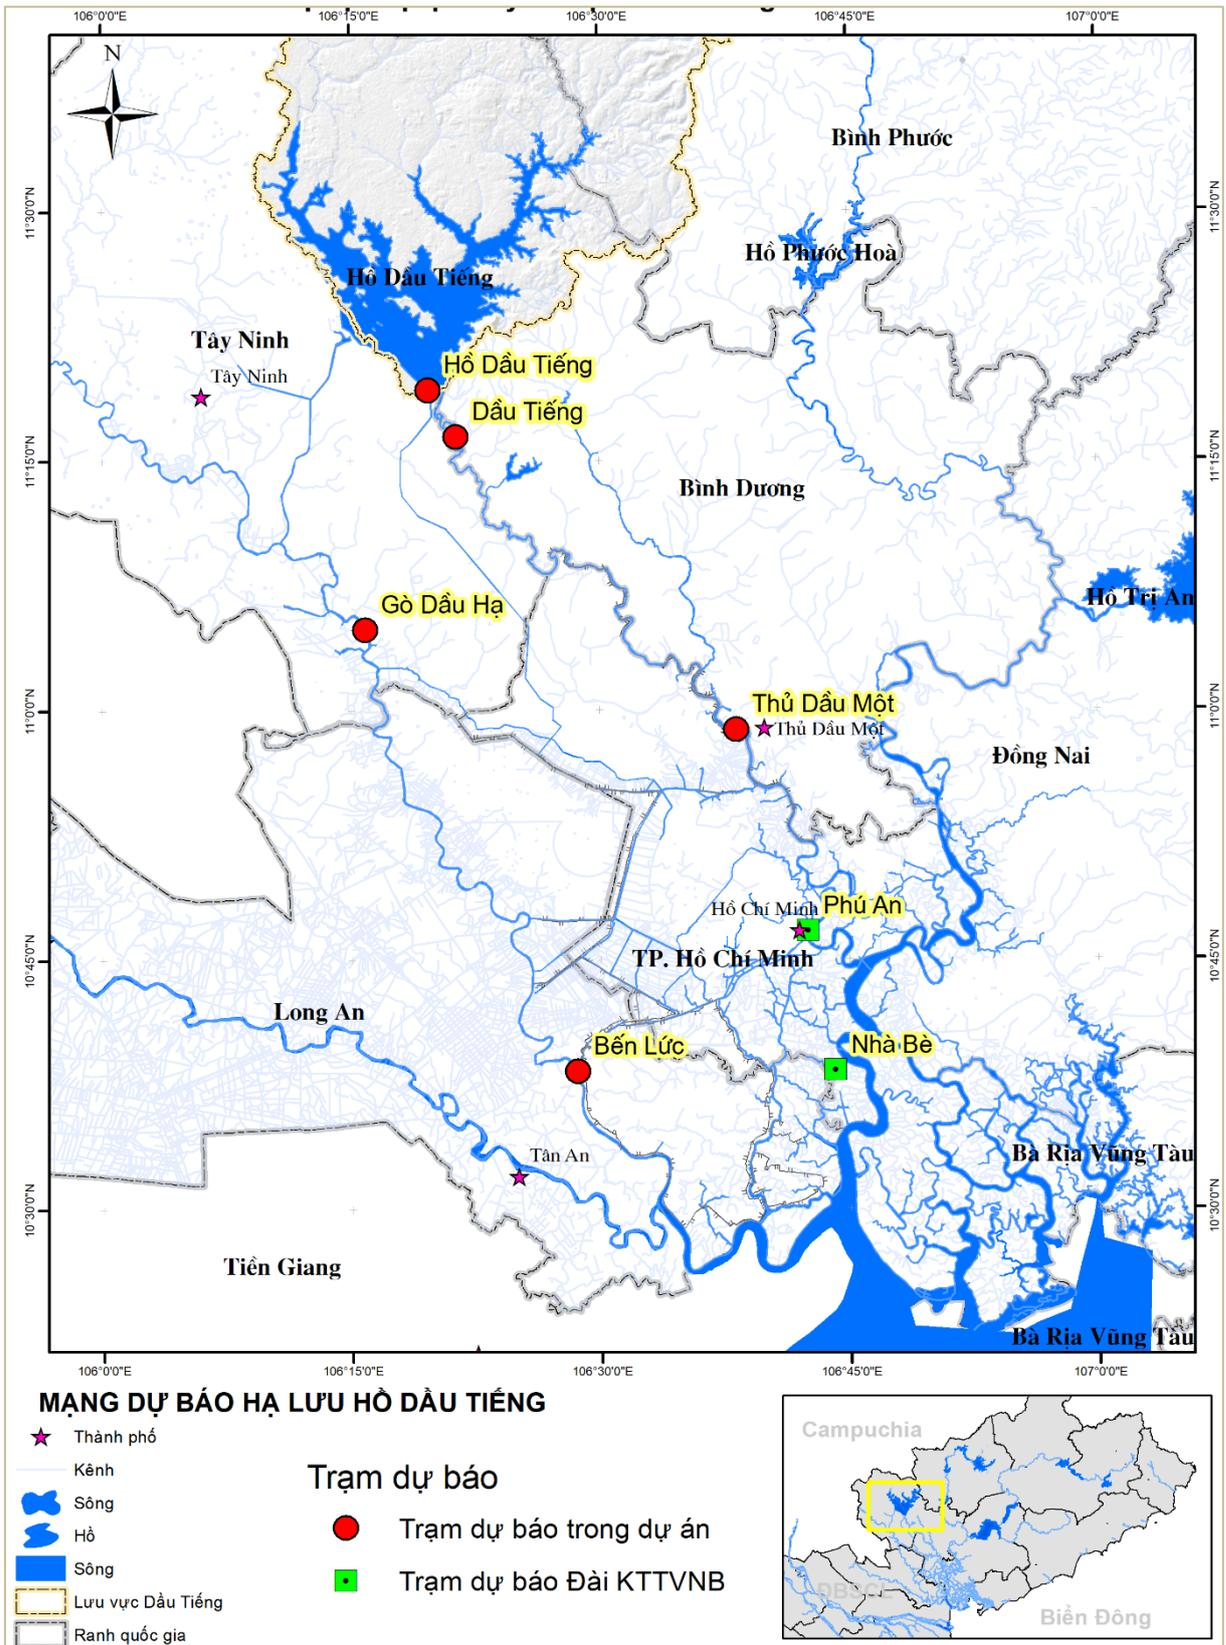 106°0'0"E 106°15'0"E 106°30'0"E 106°45'0"E 107°0'0"E
N
Bình Phước
11°30'0"N 11°30'0"N
Hồ Phước Hoà
Hồ Dầu Tiếng
Tây Ninh
Hồ Dầu Tiếng
Tây Ninh
Dầu Tiếng
11°15'0"N 11°15'0"N
Bình Dương
Hồ Trị An
Gò Dầu Hạ
Thủ Dầu Một
11°0'0"N 11°0'0"N
Thủ Dầu Một
Đồng Nai
Phú An
Hồ Chí Minh
TP. Hồ Chí Minh
10°45'0"N 10°45'0"N
Long An
Bến Lức
Nhà Bè
Tân An
Bà Rịa Vũng Tàu
10°30'0"N 10°30'0"N
Tiền Giang
Bà Rịa Vũng Tàu
106°0'0"E 106°15'0"E 106°30'0"E 106°45'0"E 107°0'0"E
MẠNG DỰ BÁO HẠ LƯU HỒ DẦU TIẾNG
Thành phố
Kênh
Sông
Hồ
Sông
Lưu vực Dầu Tiếng
Ranh quốc gia
Trạm dự báo
Trạm dự báo trong dự án
Trạm dự báo Đài KTTVNB
Campuchia
ĐBSCL
Biển Đông